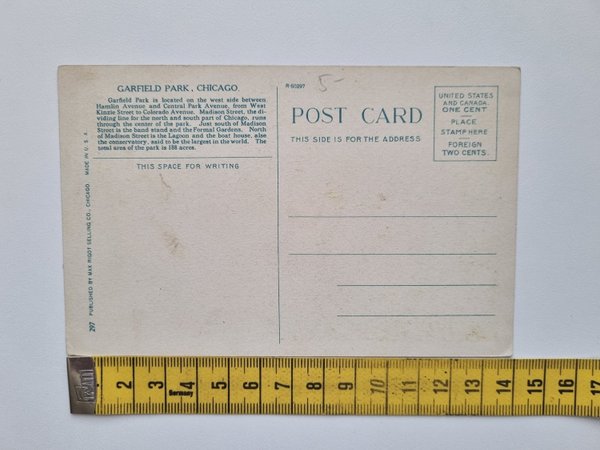 GARFIELD PARK, CHICAGO
Garfield Park is located on the west side between
Hamlin Avenue and Central Park Avenue, from West
Kinzie Street to Colorado Avenue. Madison Street, the di-
viding line for the north and south part of Chicago, runs
through the center of the park. Just south of Madison
Street is the band stand and the Formal Gardens. North
of Madison Street is the Lagoon and the boat house, also
the conservatory, said to be the largest in the world. The
total area of the park is 188 acres.
THIS SPACE FOR WRITING
297 PUBLISHED BY MAX RIGOT SELLING CO., CHICAGO. MADE IN U. S. A.
R-60297
5-
POST CARD
THIS SIDE IS FOR THE ADDRESS
UNITED STATES
AND CANADA.
ONE CENT
PLACE
STAMP HERE
FOREIGN
TWO CENTS.
2 3 4 5 6 7 8 9 10 11 12 13 14 15 16 17
Germany